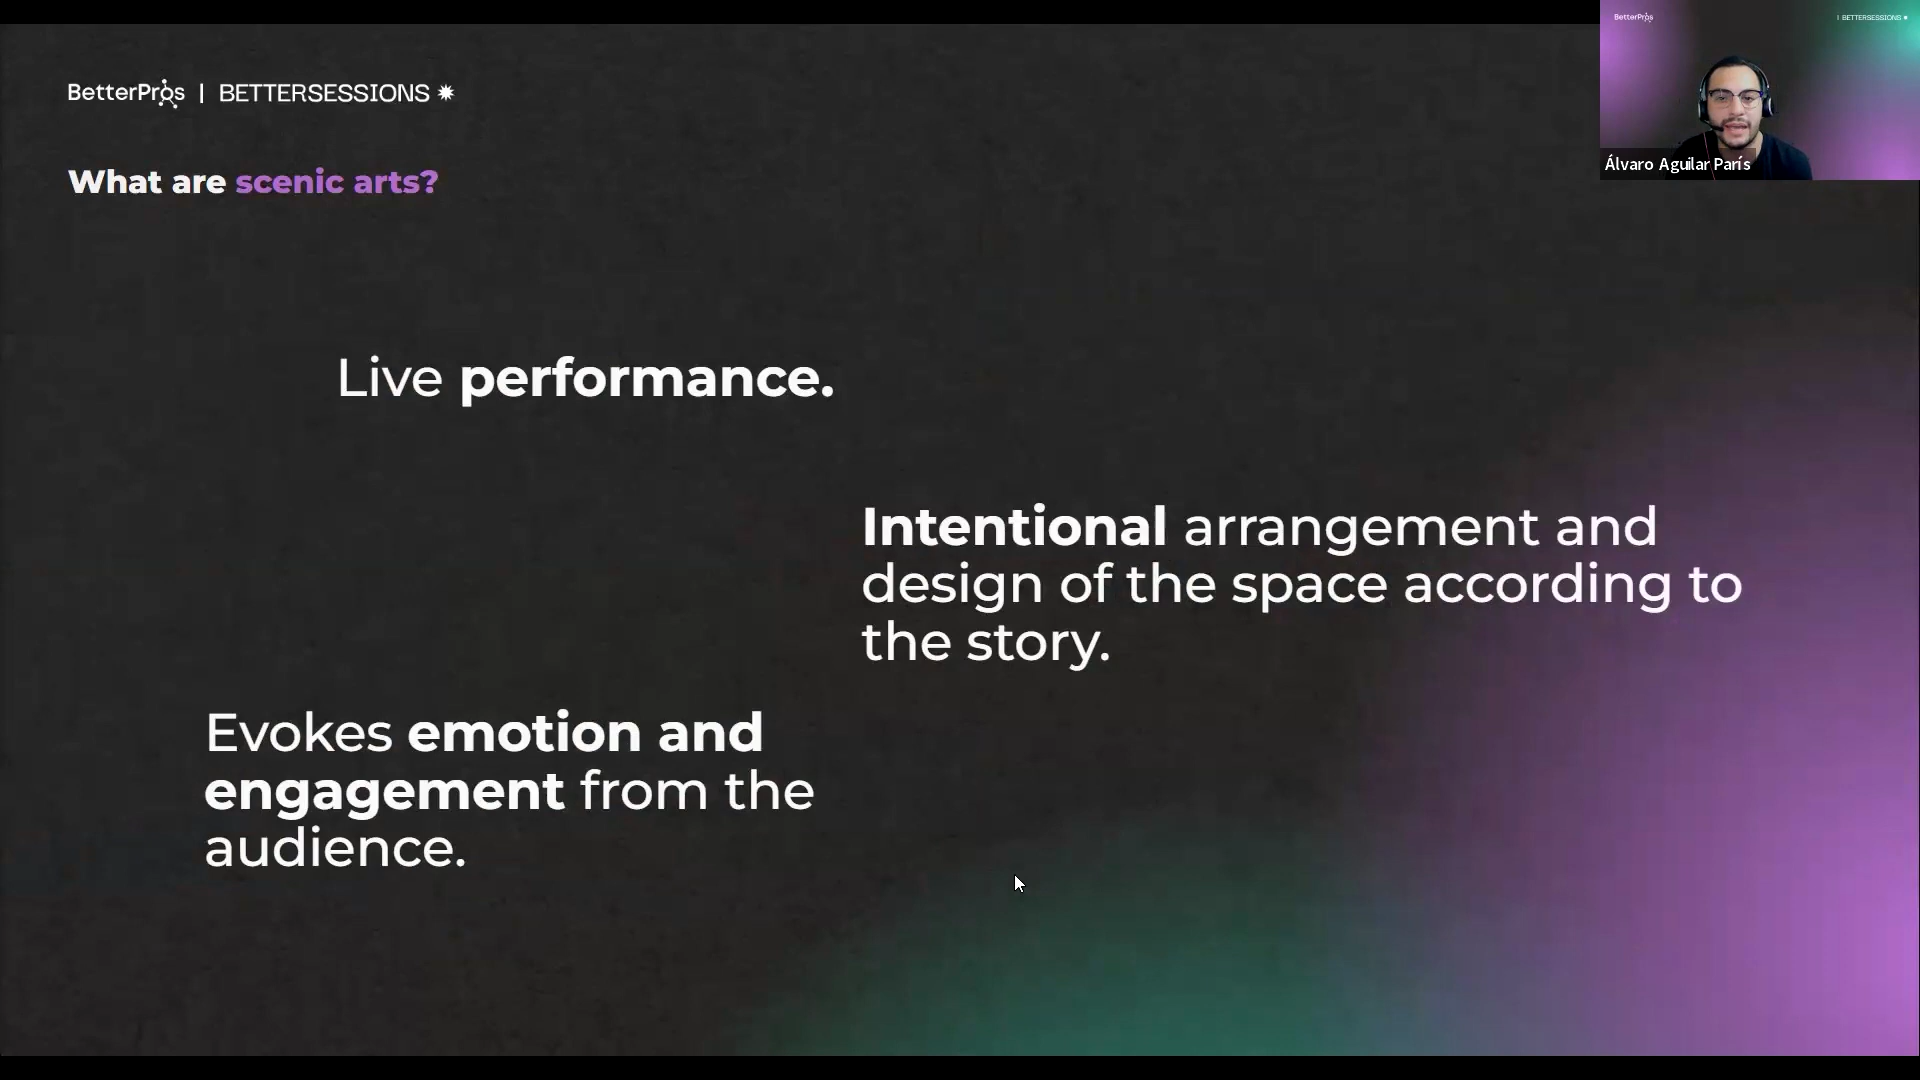 BetterPros | BETTERSESSIONS
What are scenic arts?
Live performance.
Intentional arrangement and
design of the space according to
the story.
Evokes emotion and
engagement from the
audience.
BetterPros | BETTERSESSIONS
Álvaro Aguilar París